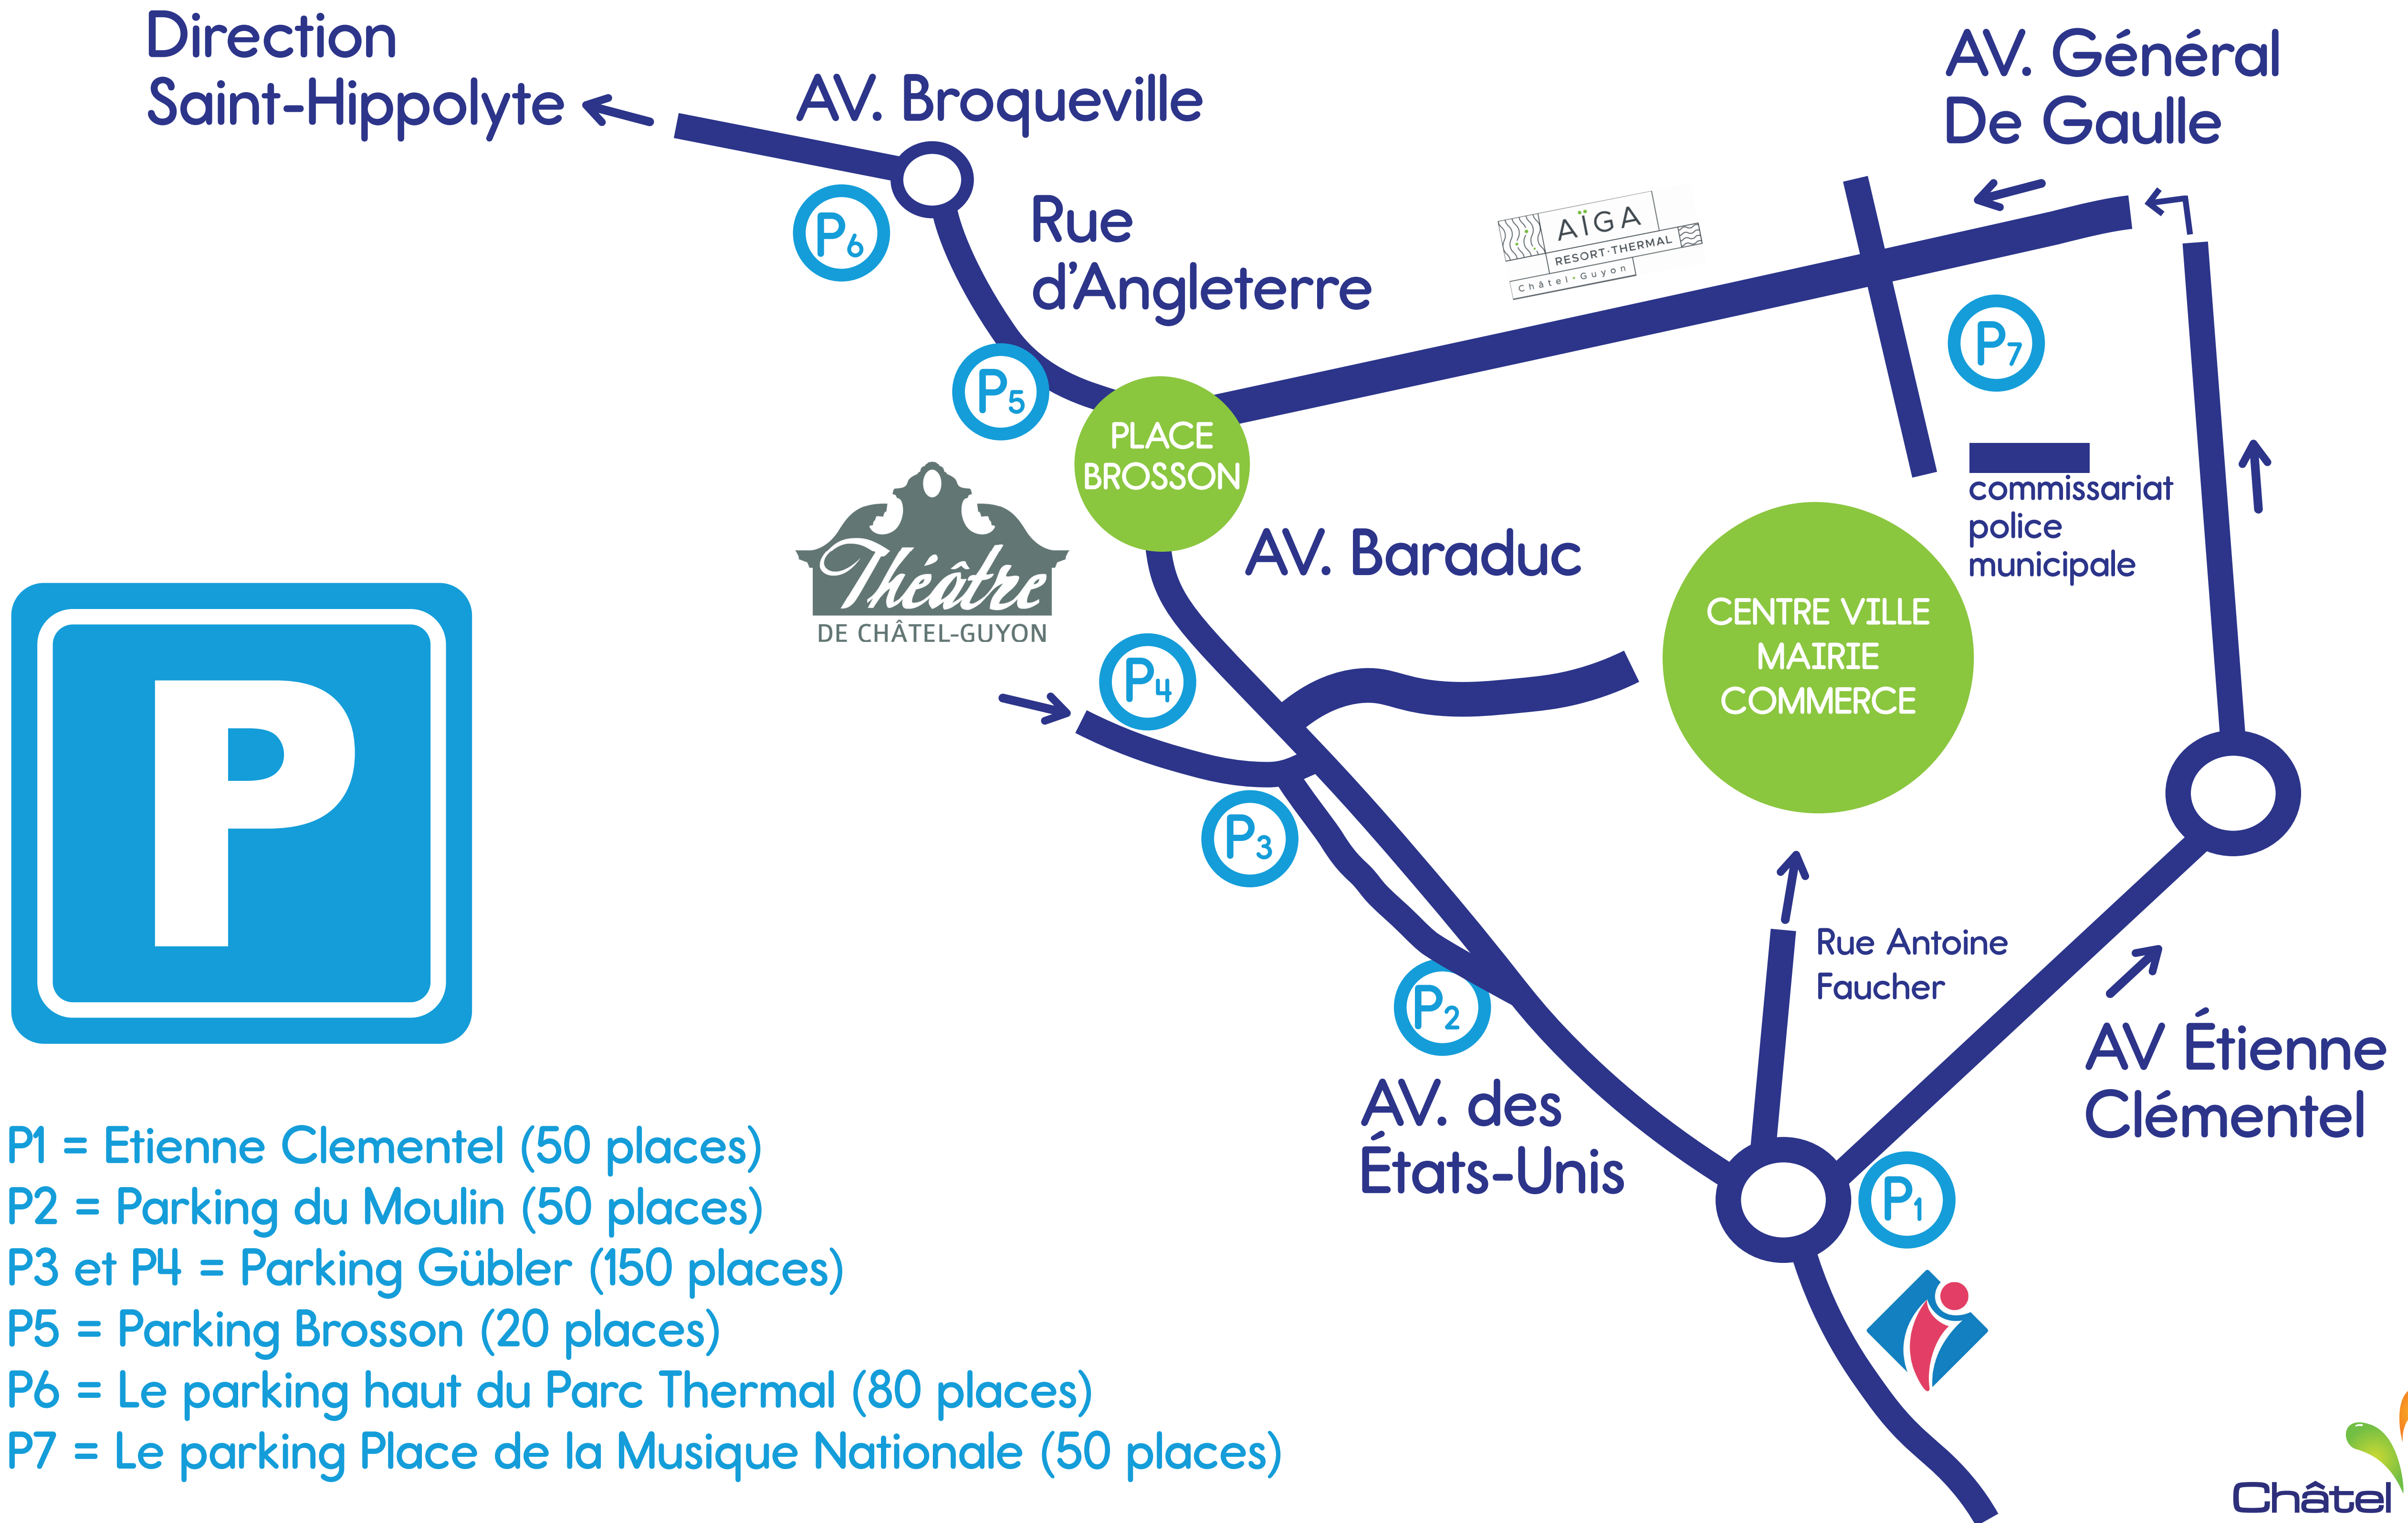 Direction
Saint-Hippolyte
AV. Broqueville
AV. Général
De Gaulle
Rue
d'Angleterre
AÏGA
RESORT·THERMAL
Châtel·Guyon
P6
P7
P5
PLACE
BROSSON
commissariat
police
municipale
AV. Baraduc
Théâtre
DE CHÂTEL-GUYON
CENTRE VILLE
MAIRIE
COMMERCE
P4
P
P3
Rue Antoine
Faucher
P2
AV Étienne
Clémentel
AV. des
États-Unis
P1
P1 = Etienne Clementel (50 places)
P2 = Parking du Moulin (50 places)
P3 et P4 = Parking Gübler (150 places)
P5 = Parking Brosson (20 places)
P6 = Le parking haut du Parc Thermal (80 places)
P7 = Le parking Place de la Musique Nationale (50 places)
Châtel